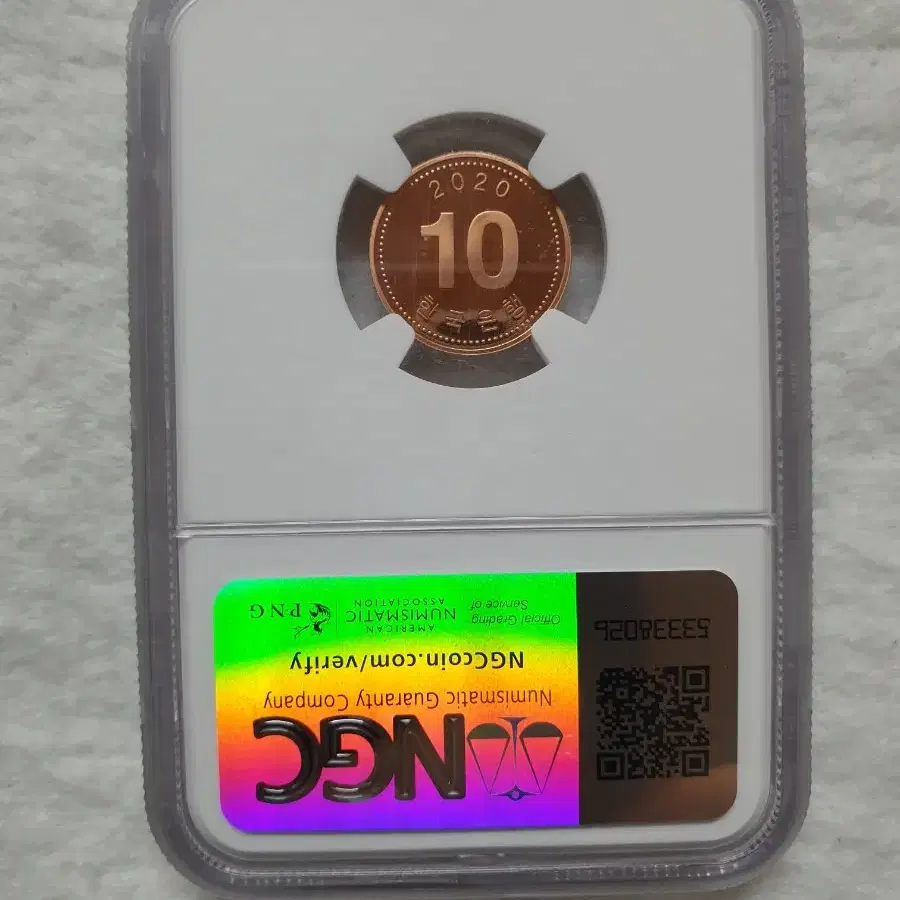 2020
10
한국은행
Official Grading
Service of
AMERICAN
NUMISMATIC
ASSOCIATION
PNG
NGCcoin.com/verify
Numismatic Guaranty Company
NGC